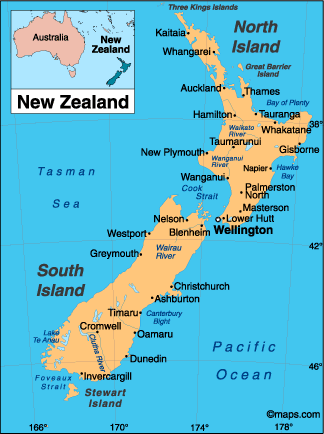 Three Kings Islands
Kaitaia
North
Island
Whangarei
Australia
New
Zealand
New Zealand
Great Barrier
Island
Auckland
Thames
Bay of Plenty
Hamilton
Tauranga
38°
Waikato
River
Whakatane
Taumarunui
Gisborne
New Plymouth
Wanganui
River
Napier
Hawke
Bay
Wanganui
Tasman
Sea
Cook
Strait
Palmerston
North
Masterson
Nelson
Lower Hutt
Wellington
Blenheim
Westport
42°
Wairau
River
Greymouth
South
Island
Christchurch
Ashburton
Timaru
Canterbury
Bight
Cromwell
Lake
Te Anau
Oamaru
Clutha River
Pacific
Ocean
Dunedin
46°
Invercargill
Foveaux
Strait
Stewart
Island
©maps.com
166°
170°
174°
178°